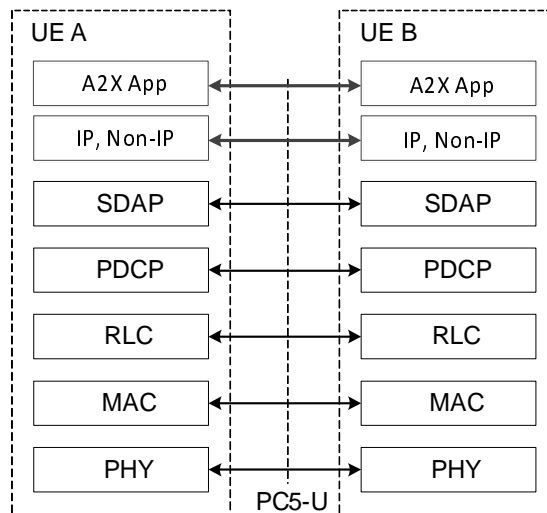 UE A
UE B
A2X App
A2X App
IP, Non-IP
IP, Non-IP
SDAP
SDAP
PDCP
PDCP
RLC
RLC
MAC
MAC
PHY
PHY
PC5-U